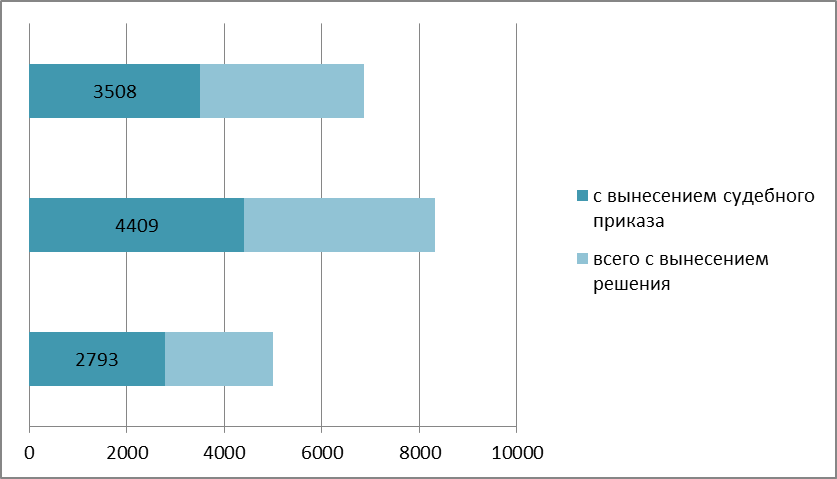 3508
4409
2793
0 2000 4000 6000 8000 10000
с вынесением судебного
приказа
всего с вынесением
решения